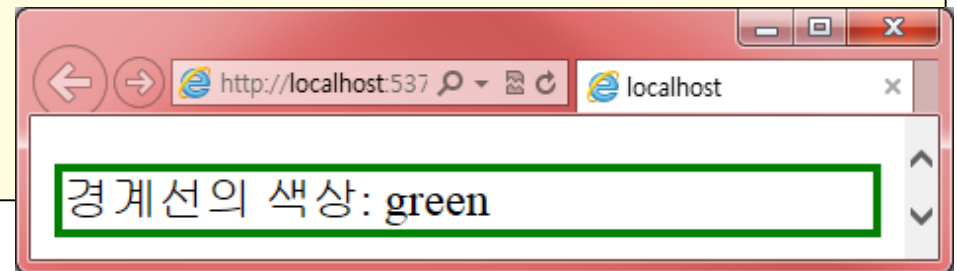 http://localhost:537
localhost
경계선의 색상: green